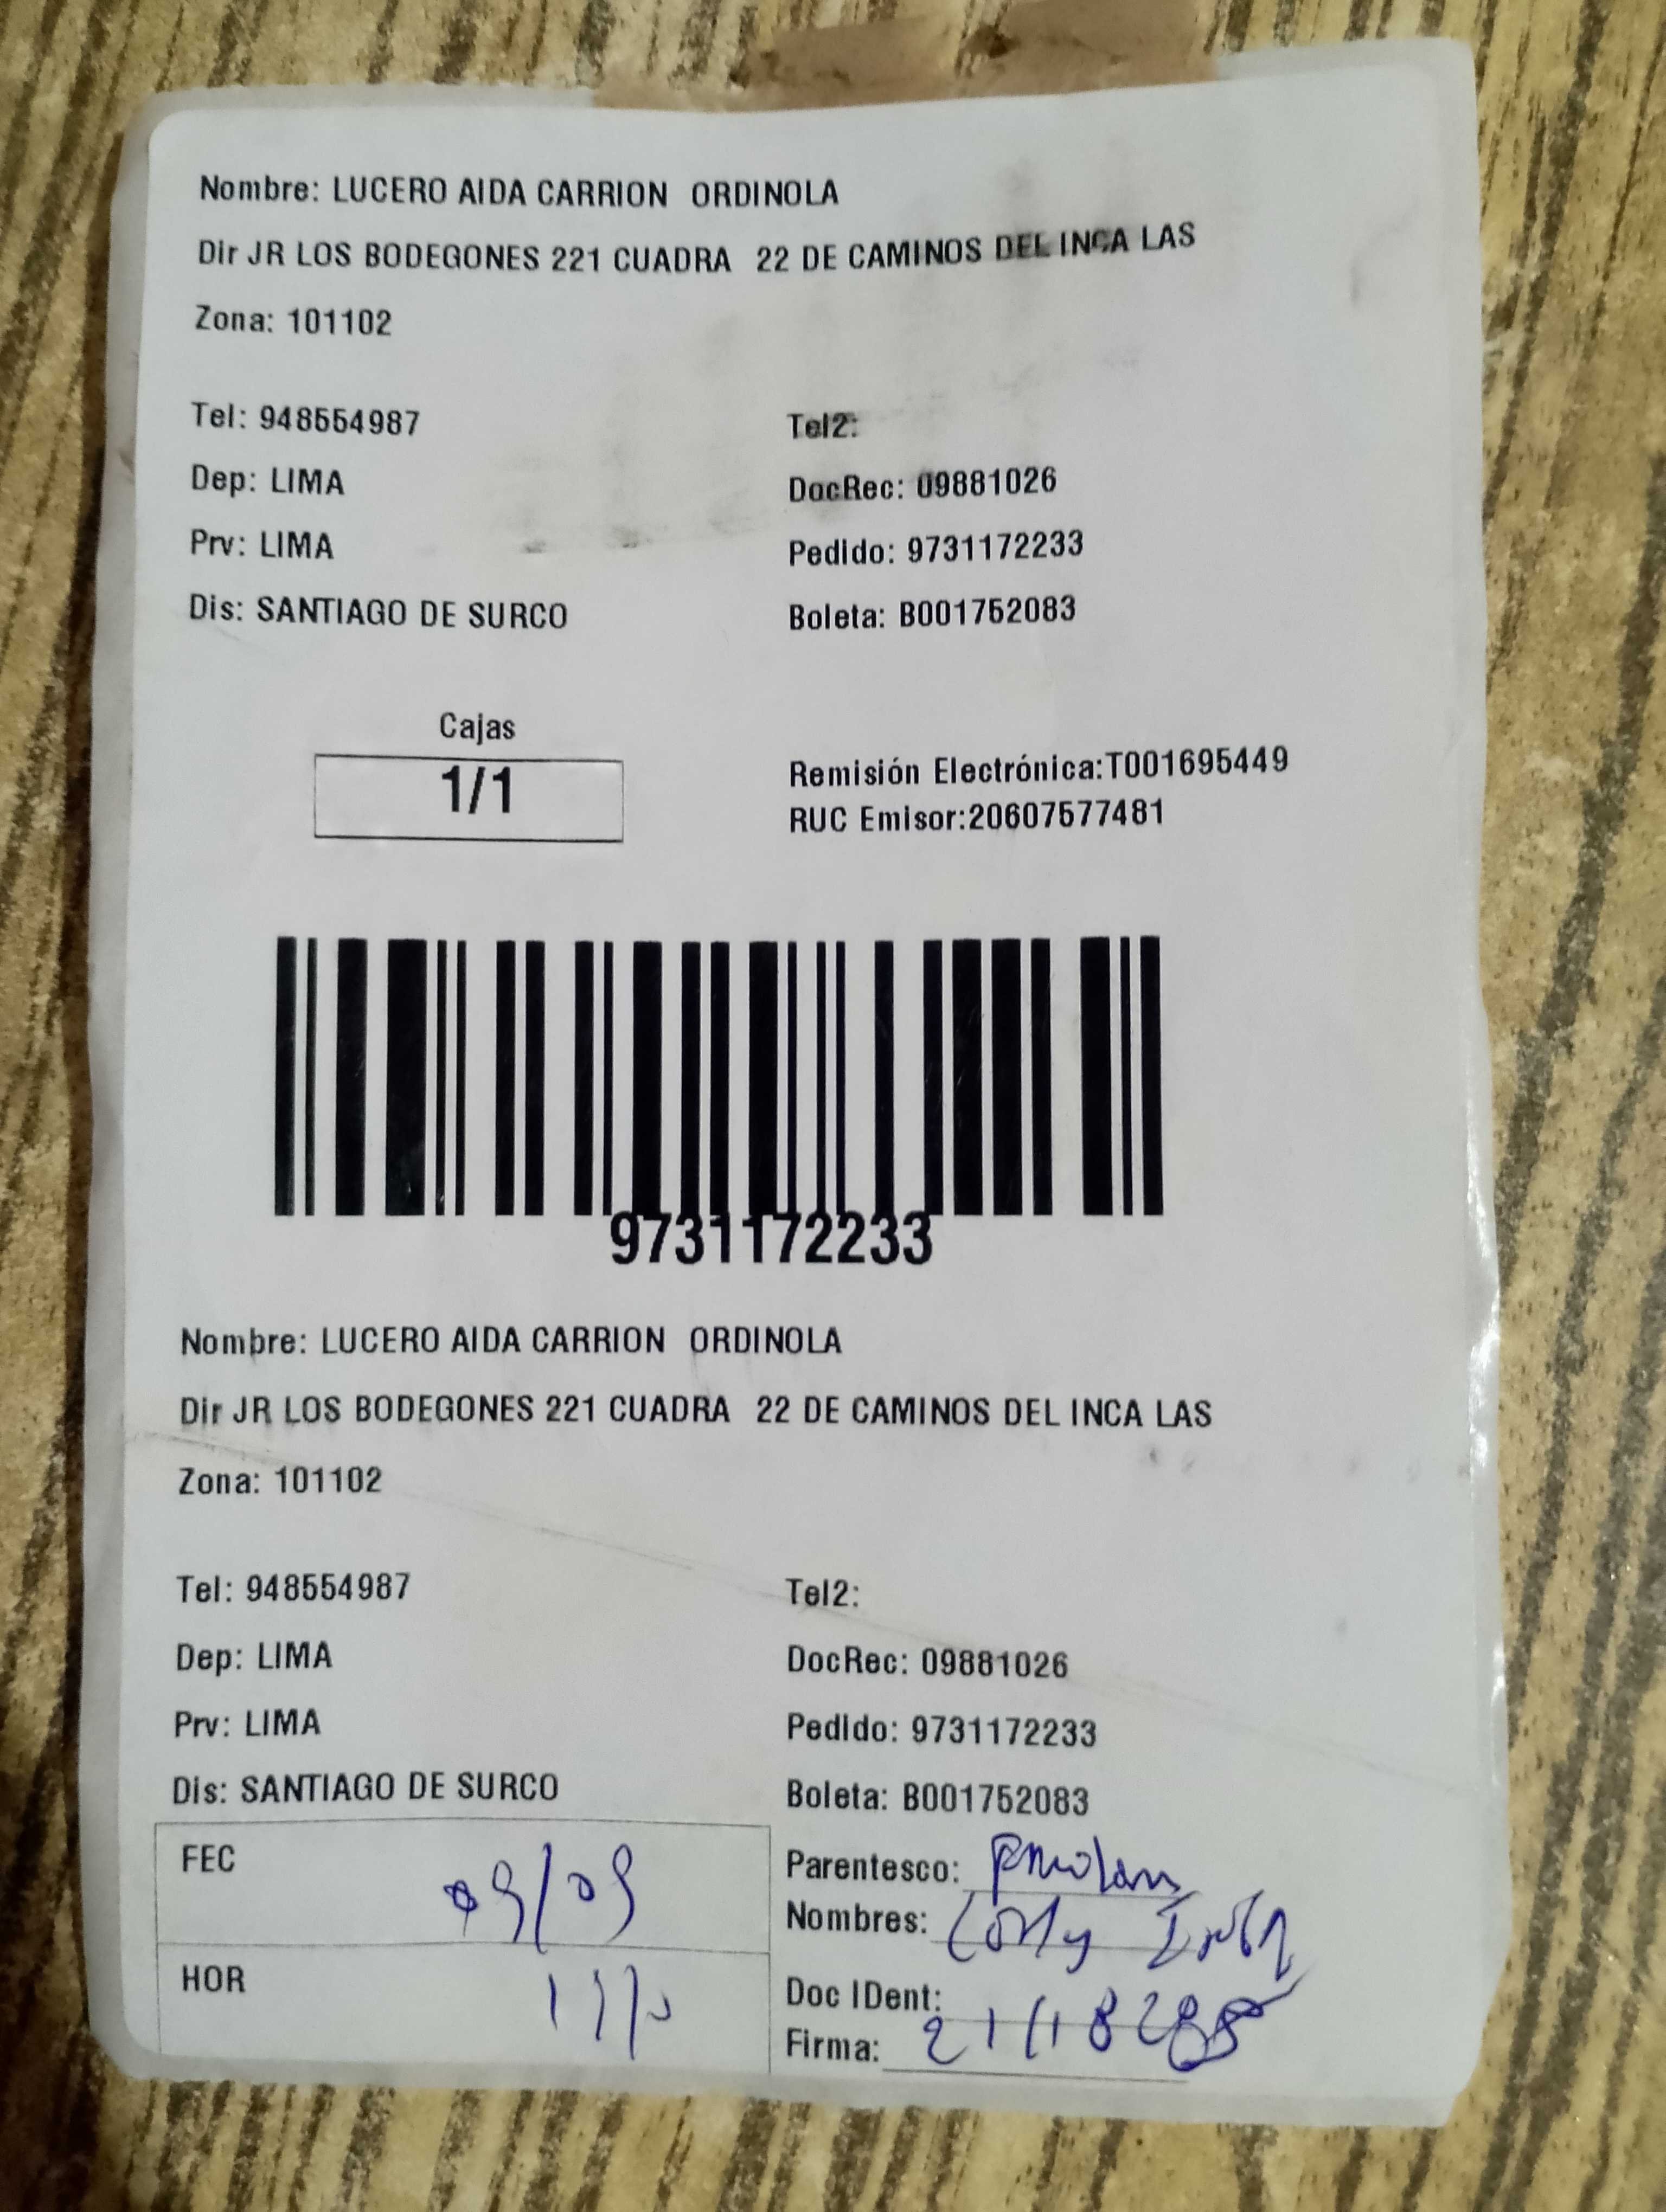 Nombre: LUCERO AIDA CARRION ORDINOLA
Dir JR LOS BODEGONES 221 CUADRA 22 DE CAMINOS DEL INCA LAS
Zona: 101102
Tel: 948554987 Tel2:
Dep: LIMA DocRec: 09881026
Prv: LIMA Pedido: 9731172233
Dis: SANTIAGO DE SURCO Boleta: B001752083
Cajas
1/1
Remisión Electrónica:T001695449
RUC Emisor:20607577481
9731172233
Nombre: LUCERO AIDA CARRION ORDINOLA
Dir JR LOS BODEGONES 221 CUADRA 22 DE CAMINOS DEL INCA LAS
Zona: 101102
Tel: 948554987 Tel2:
Dep: LIMA DocRec: 09881026
Prv: LIMA Pedido: 9731172233
Dis: SANTIAGO DE SURCO Boleta: B001752083
FEC 09/09 Parentesco:
Nombres:
HOR Doc IDent:
Firma: